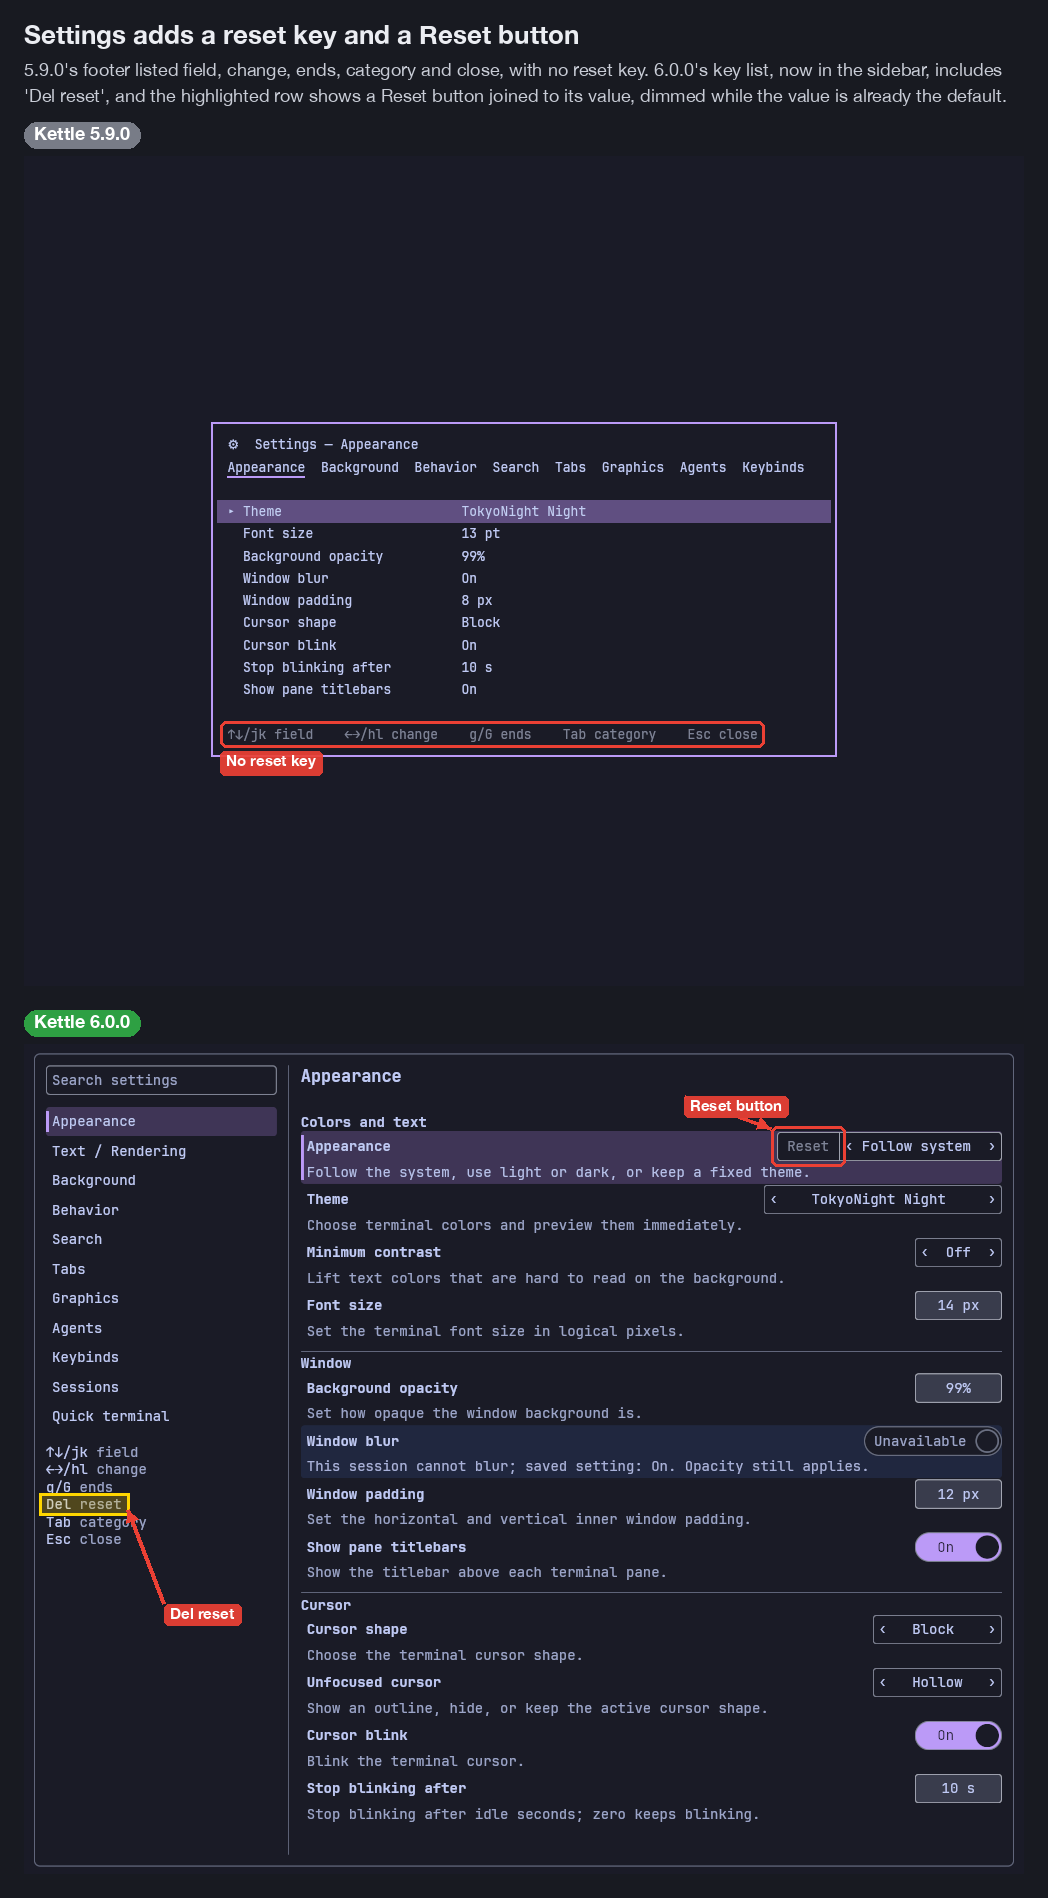 Settings adds a reset key and a Reset button
5.9.0's footer listed field, change, ends, category and close, with no reset key. 6.0.0's key list, now in the sidebar, includes
'Del reset', and the highlighted row shows a Reset button joined to its value, dimmed while the value is already the default.
Kettle 5.9.0
⚙ Settings — Appearance
Appearance Background Behavior Search Tabs Graphics Agents Keybinds
▸ Theme TokyoNight Night
Font size 13 pt
Background opacity 99%
Window blur On
Window padding 8 px
Cursor shape Block
Cursor blink On
Stop blinking after 10 s
Show pane titlebars On
↑↓/jk field ↔/hl change g/G ends Tab category Esc close
No reset key
Kettle 6.0.0
Search settings
Appearance
Text / Rendering
Background
Behavior
Search
Tabs
Graphics
Agents
Keybinds
Sessions
Quick terminal
↑↓/jk field
↔/hl change
g/G ends
Del reset
Tab category
Esc close
Del reset
Appearance
Reset button
Colors and text
Appearance Reset ‹ Follow system ›
Follow the system, use light or dark, or keep a fixed theme.
Theme ‹ TokyoNight Night ›
Choose terminal colors and preview them immediately.
Minimum contrast ‹ Off ›
Lift text colors that are hard to read on the background.
Font size 14 px
Set the terminal font size in logical pixels.
Window
Background opacity 99%
Set how opaque the window background is.
Window blur Unavailable
This session cannot blur; saved setting: On. Opacity still applies.
Window padding 12 px
Set the horizontal and vertical inner window padding.
Show pane titlebars On
Show the titlebar above each terminal pane.
Cursor
Cursor shape ‹ Block ›
Choose the terminal cursor shape.
Unfocused cursor ‹ Hollow ›
Show an outline, hide, or keep the active cursor shape.
Cursor blink On
Blink the terminal cursor.
Stop blinking after 10 s
Stop blinking after idle seconds; zero keeps blinking.